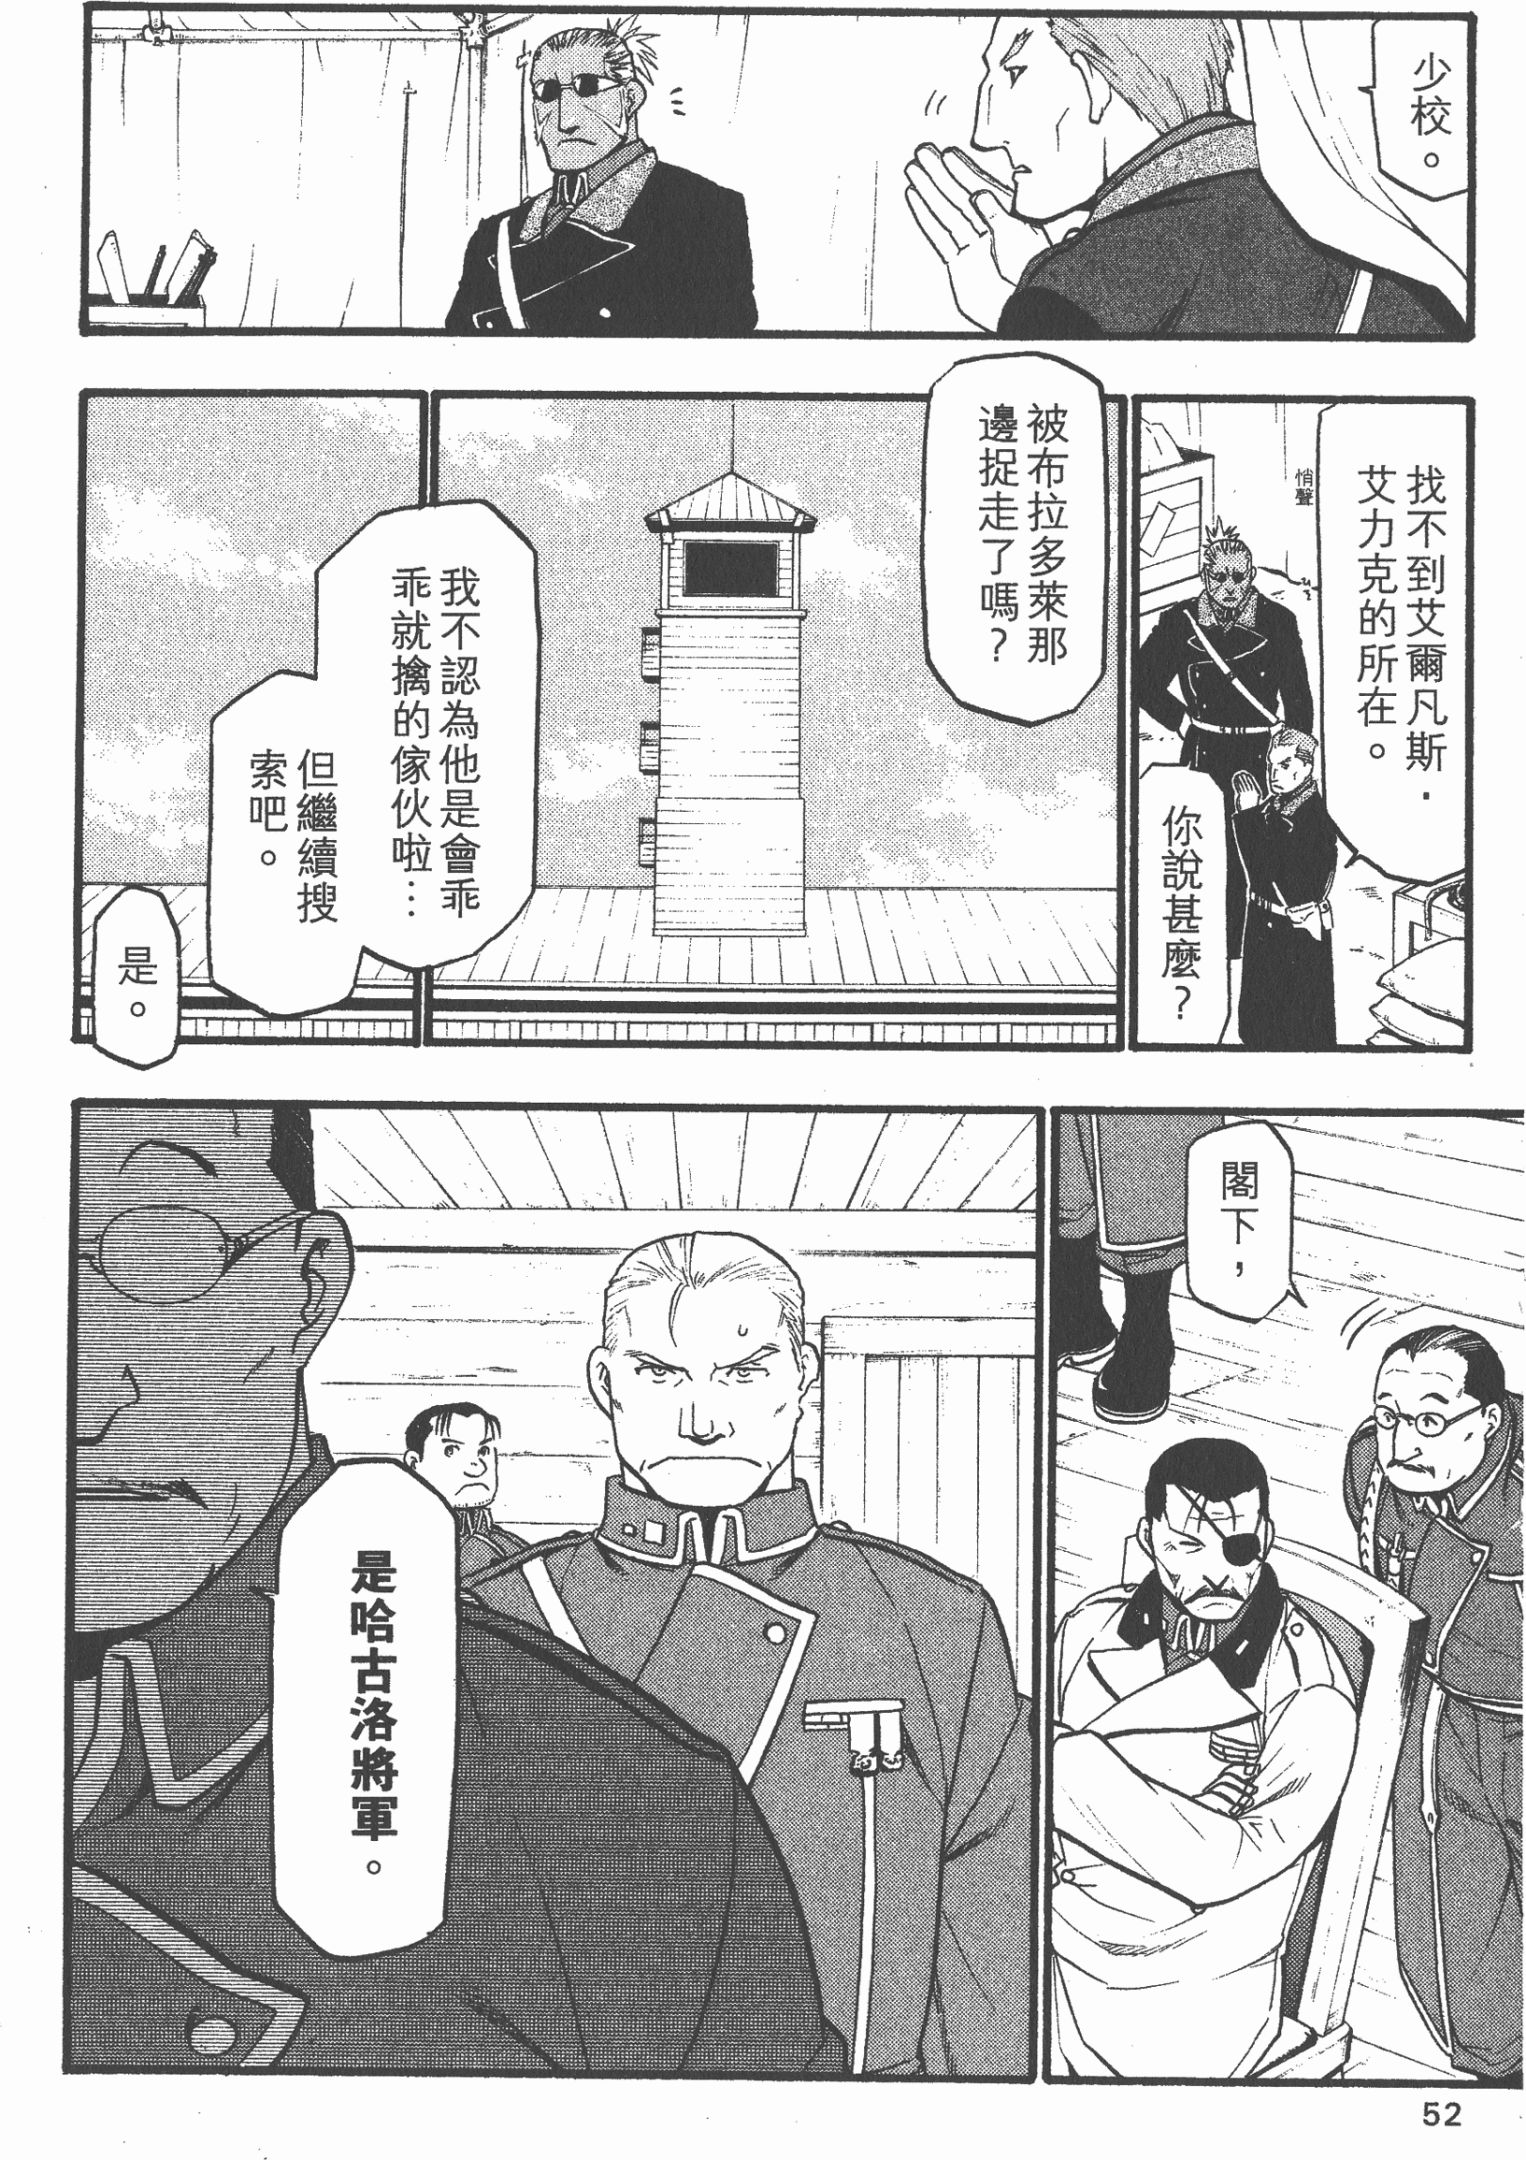 少校。
找不到艾爾凡斯．
艾力克的所在。
悄聲
你說甚麼？
被布拉多萊那
邊捉走了嗎？
我不認為他是會乖
乖就擒的傢伙啦…
但繼續搜
索吧。
是。
閣下，
是哈古洛將軍。
52